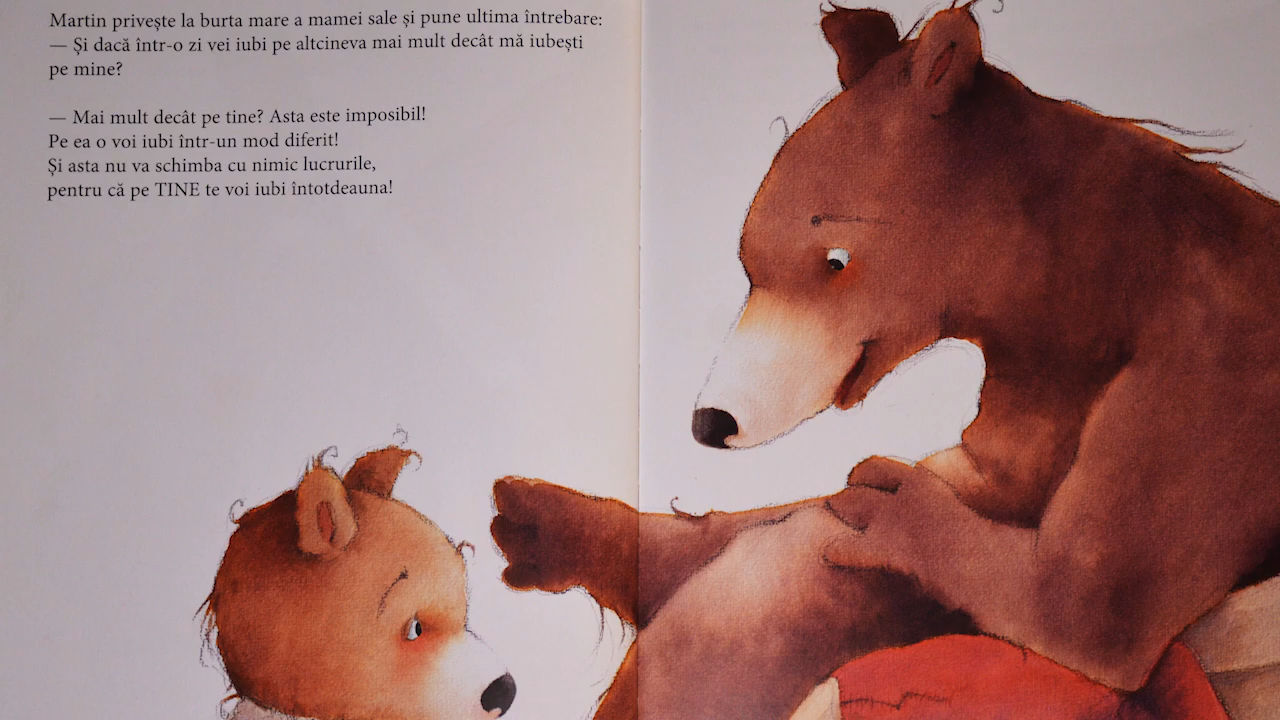 Martin privește la burta mare a mamei sale și pune ultima întrebare:
— Și dacă într-o zi vei iubi pe altcineva mai mult decât mă iubești
pe mine?
— Mai mult decât pe tine? Asta este imposibil!
Pe ea o voi iubi într-un mod diferit!
Și asta nu va schimba cu nimic lucrurile,
pentru că pe TINE te voi iubi întotdeauna!